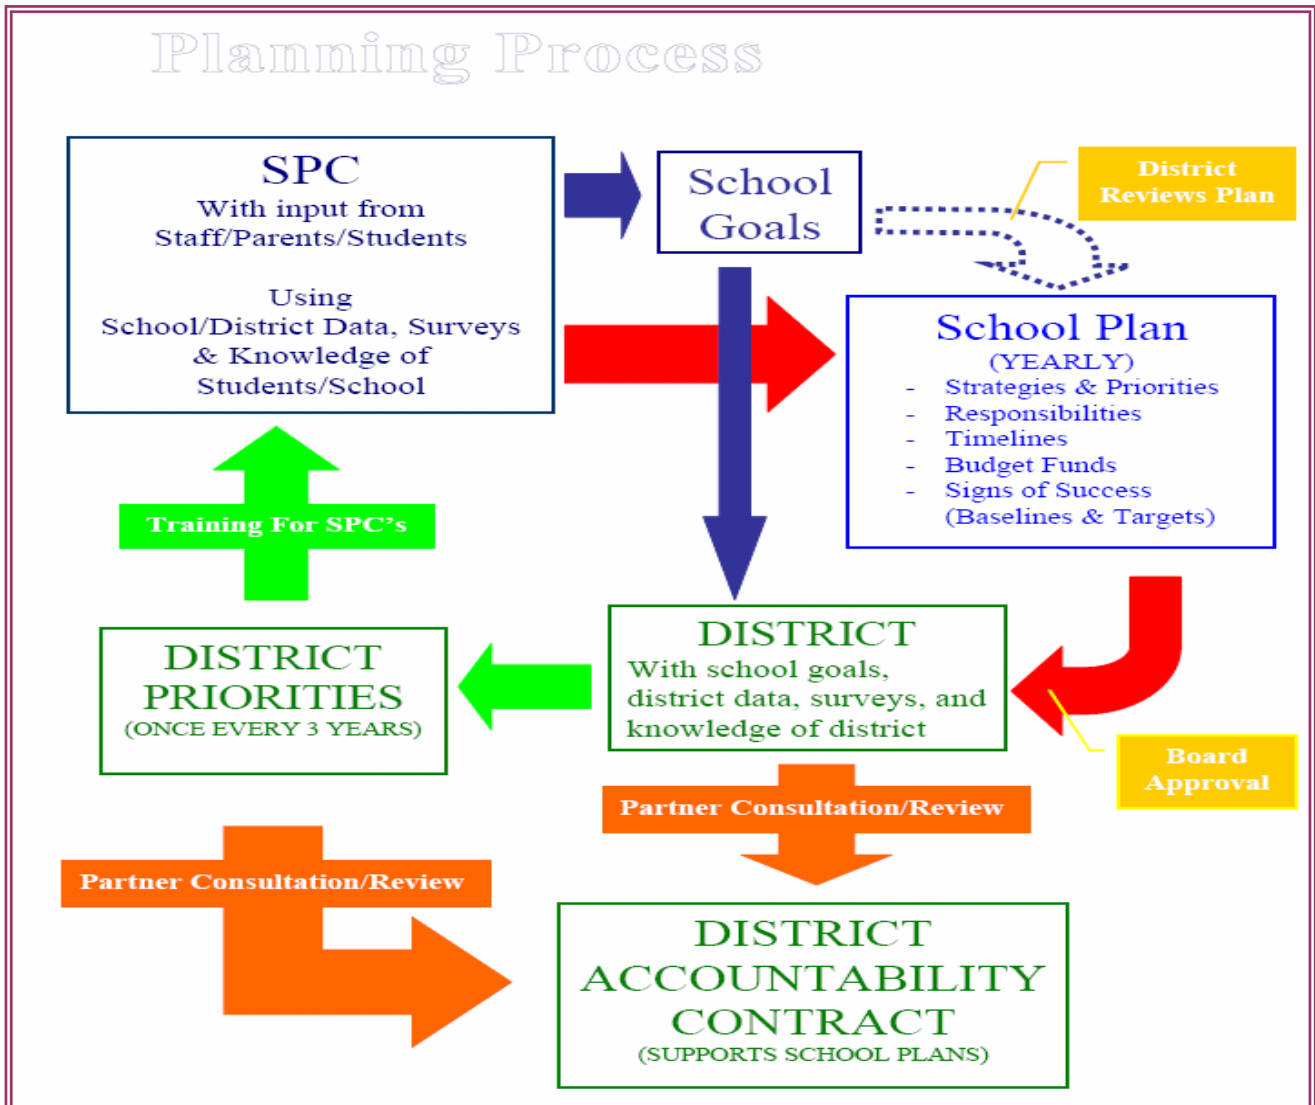 Planning Process
SPC
With input from
Staff/Parents/Students
Using
School/District Data, Surveys
& Knowledge of
Students/School
School
Goals
District
Reviews Plan
School Plan
(YEARLY)
- Strategies & Priorities
- Responsibilities
- Timelines
- Budget Funds
- Signs of Success
(Baselines & Targets)
Training For SPC's
DISTRICT
PRIORITIES
(ONCE EVERY 3 YEARS)
DISTRICT
With school goals,
district data, surveys, and
knowledge of district
Board
Approval
Partner Consultation/Review
Partner Consultation/Review
DISTRICT
ACCOUNTABILITY
CONTRACT
(SUPPORTS SCHOOL PLANS)